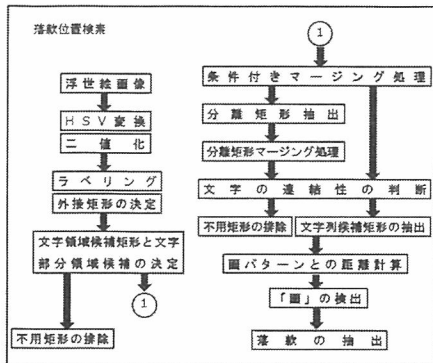 落款位置検索
浮世絵画像
HSV変換
二値化
ラベリング
外接矩形の決定
文字領域候補矩形と文字
部分領域候補の決定
1
不用矩形の排除
1
条件付きマージング処理
分離矩形抽出
分離矩形マージング処理
文字の連結性の判断
不用矩形の排除
文字列候補矩形の抽出
画パターンとの距離計算
「画」の検出
落款の抽出